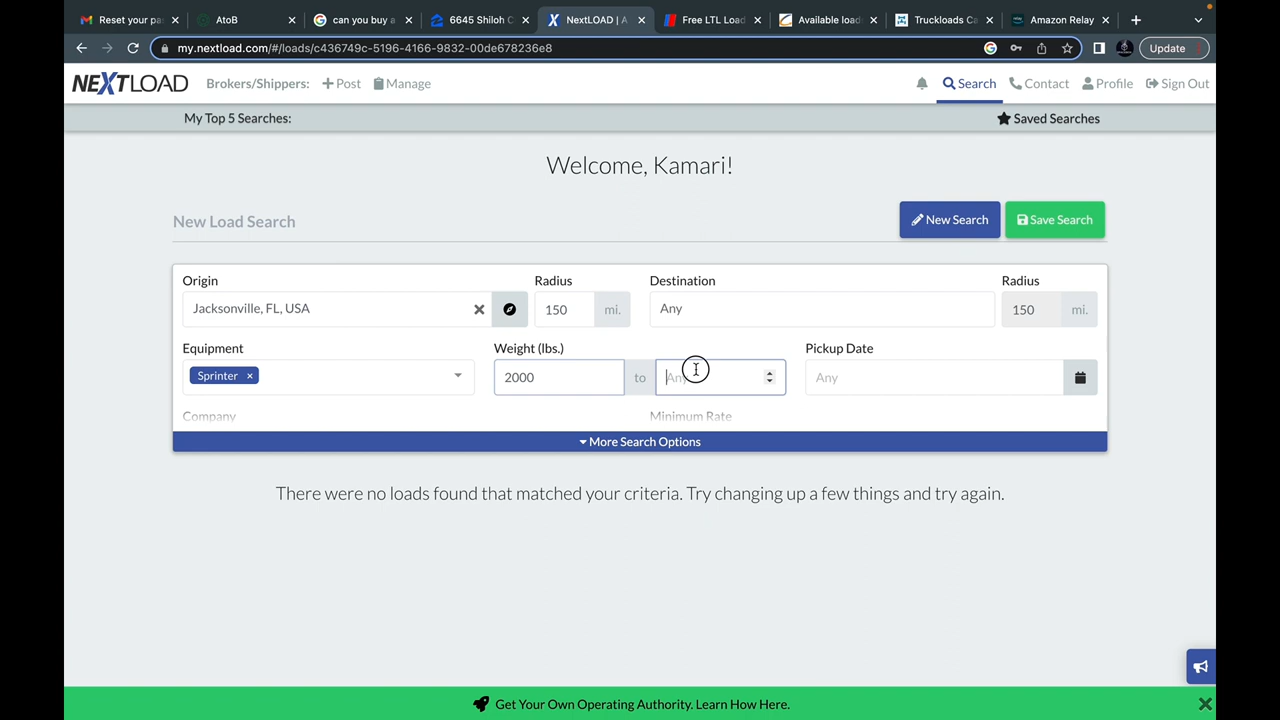 Reset your pa
AtoB
can you buy a
6645 Shiloh C
NextLOAD | A
Free LTL Load
Available load
Truckloads Ca
Amazon Relay
my.nextload.com/#/loads/c436749c-5196-4166-9832-00de678236e8
Update
NEXTLOAD
Brokers/Shippers:
Post
Manage
Search
Contact
Profile
Sign Out
My Top 5 Searches:
Saved Searches
Welcome, Kamari!
New Load Search
New Search
Save Search
Origin
Radius
Destination
Radius
Jacksonville, FL, USA
150
mi.
Any
150
mi.
Equipment
Weight (lbs.)
Pickup Date
Sprinter
2000
to
Any
Any
Company
Minimum Rate
More Search Options
There were no loads found that matched your criteria. Try changing up a few things and try again.
Get Your Own Operating Authority. Learn How Here.